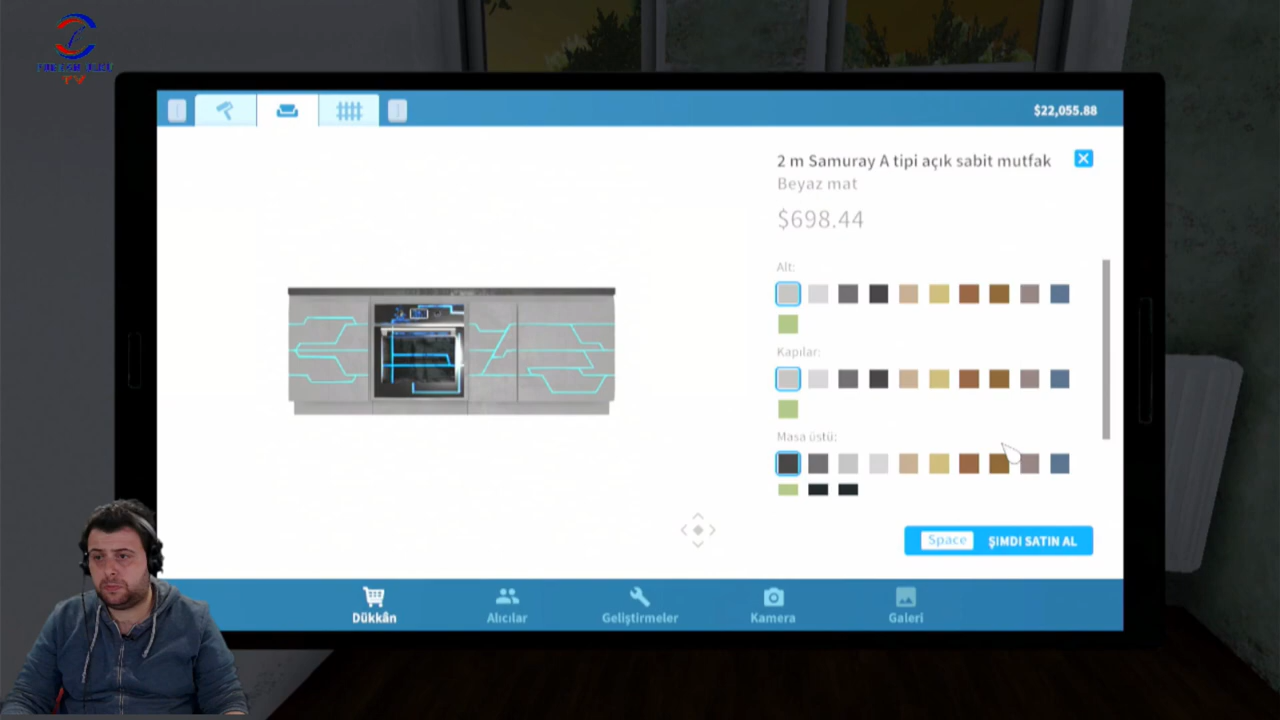 TV
$22,055.88
2 m Samuray A tipi açık sabit mutfak
Beyaz mat
$698.44
Alt:
Kapılar:
Masa üstü:
Space ŞIMDI SATIN AL
Dükkân
Alıcılar
Geliştirmeler
Kamera
Galeri